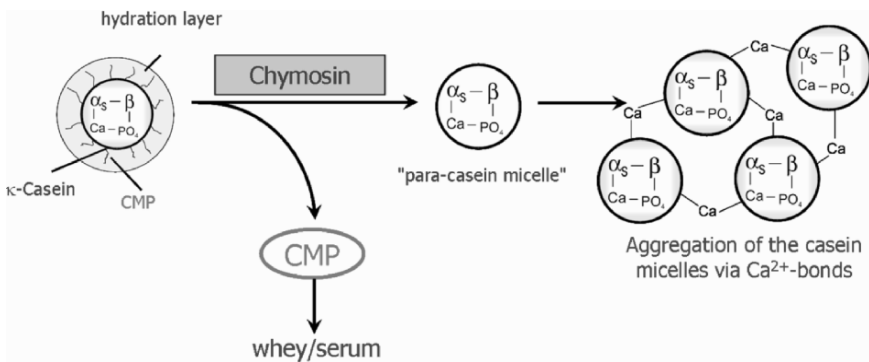 hydration layer
Chymosin
αS – β
Ca – PO4
κ-Casein
CMP
CMP
whey/serum
αS – β
Ca – PO4
"para-casein micelle"
Ca
αS – β
Ca – PO4
αS – β
Ca – PO4
Ca
Ca
Ca
αS – β
Ca – PO4
αS – β
Ca – PO4
Ca
Aggregation of the casein
micelles via Ca2+-bonds